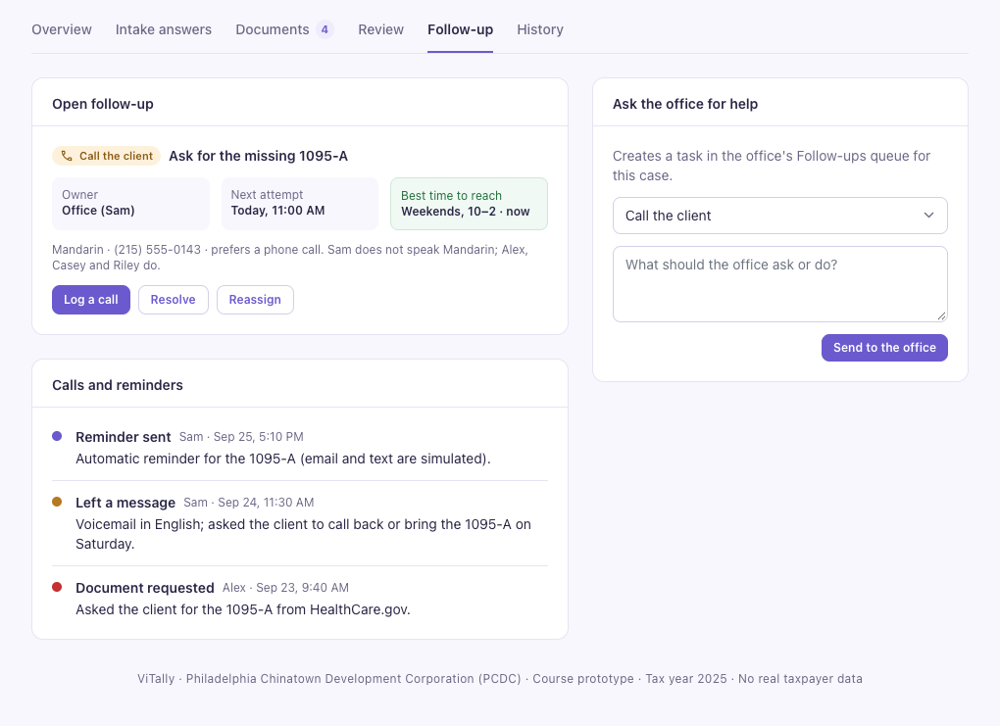 Overview Intake answers Documents 4 Review Follow-up History
Open follow-up
Call the client Ask for the missing 1095-A
Owner
Office (Sam)
Next attempt
Today, 11:00 AM
Best time to reach
Weekends, 10–2 · now
Mandarin · (215) 555-0143 · prefers a phone call. Sam does not speak Mandarin; Alex,
Casey and Riley do.
Log a call Resolve Reassign
Calls and reminders
Reminder sent Sam · Sep 25, 5:10 PM
Automatic reminder for the 1095-A (email and text are simulated).
Left a message Sam · Sep 24, 11:30 AM
Voicemail in English; asked the client to call back or bring the 1095-A on
Saturday.
Document requested Alex · Sep 23, 9:40 AM
Asked the client for the 1095-A from HealthCare.gov.
Ask the office for help
Creates a task in the office's Follow-ups queue for
this case.
Call the client
What should the office ask or do?
Send to the office
ViTally · Philadelphia Chinatown Development Corporation (PCDC) · Course prototype · Tax year 2025 · No real taxpayer data